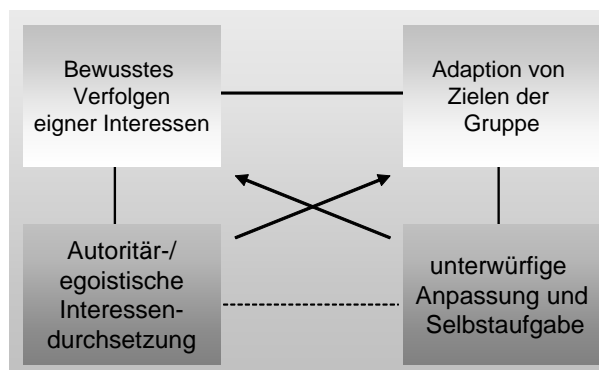 Bewusstes
Verfolgen
eigner Interessen
Adaption von
Zielen der
Gruppe
Autoritär-/
egoistische
Interessen-
durchsetzung
unterwürfige
Anpassung und
Selbstaufgabe